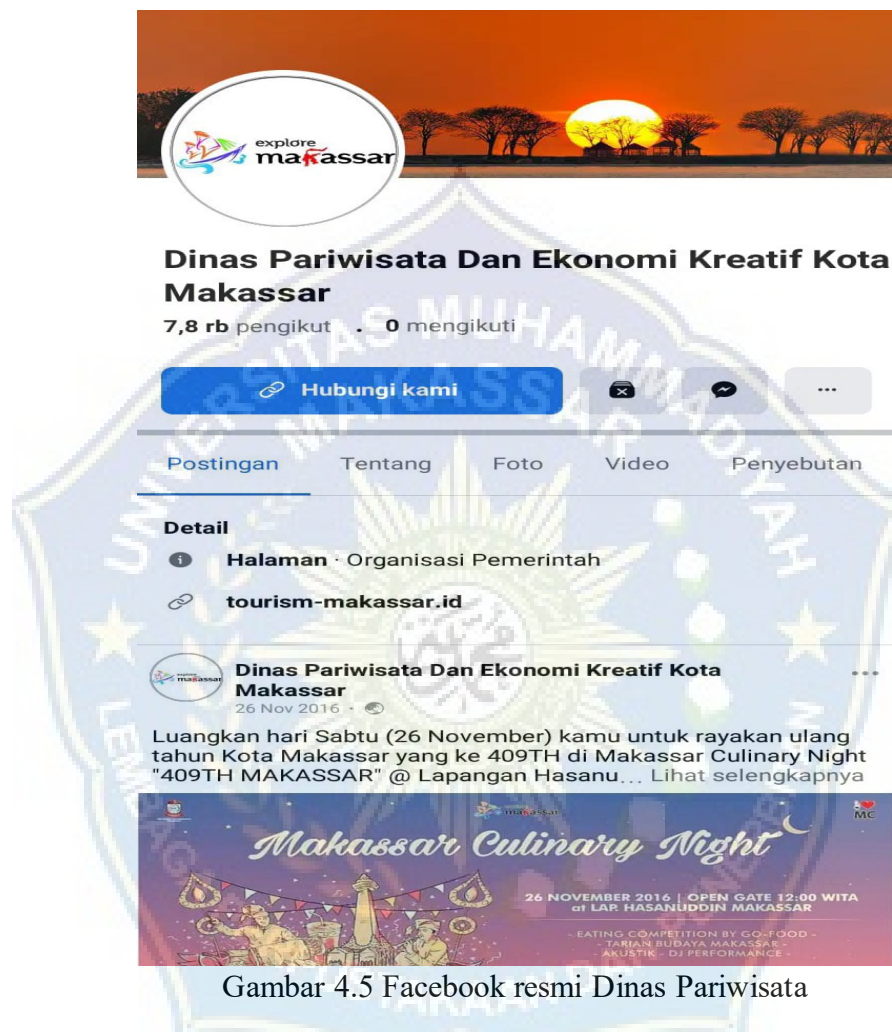 explore
makassar
Dinas Pariwisata Dan Ekonomi Kreatif Kota
Makassar
7,8 rb pengikut . 0 mengikuti
Hubungi kami
Postingan Tentang Foto Video Penyebutan
Detail
Halaman · Organisasi Pemerintah
tourism-makassar.id
Dinas Pariwisata Dan Ekonomi Kreatif Kota
Makassar
26 Nov 2016 ·
Luangkan hari Sabtu (26 November) kamu untuk rayakan ulang
tahun Kota Makassar yang ke 409TH di Makassar Culinary Night
"409TH MAKASSAR" @ Lapangan Hasanu... Lihat selengkapnya
makassar
MC
Makassar Culinary Night
26 NOVEMBER 2016 | OPEN GATE 12:00 WITA
at LAP. HASANUDDIN MAKASSAR
- EATING COMPETITION BY GO-FOOD -
- TARIAN BUDAYA MAKASSAR -
- AKUSTIK - DJ PERFORMANCE -
Gambar 4.5 Facebook resmi Dinas Pariwisata
UNIVERSITAS MUHAMMADIYAH
MAKASSAR